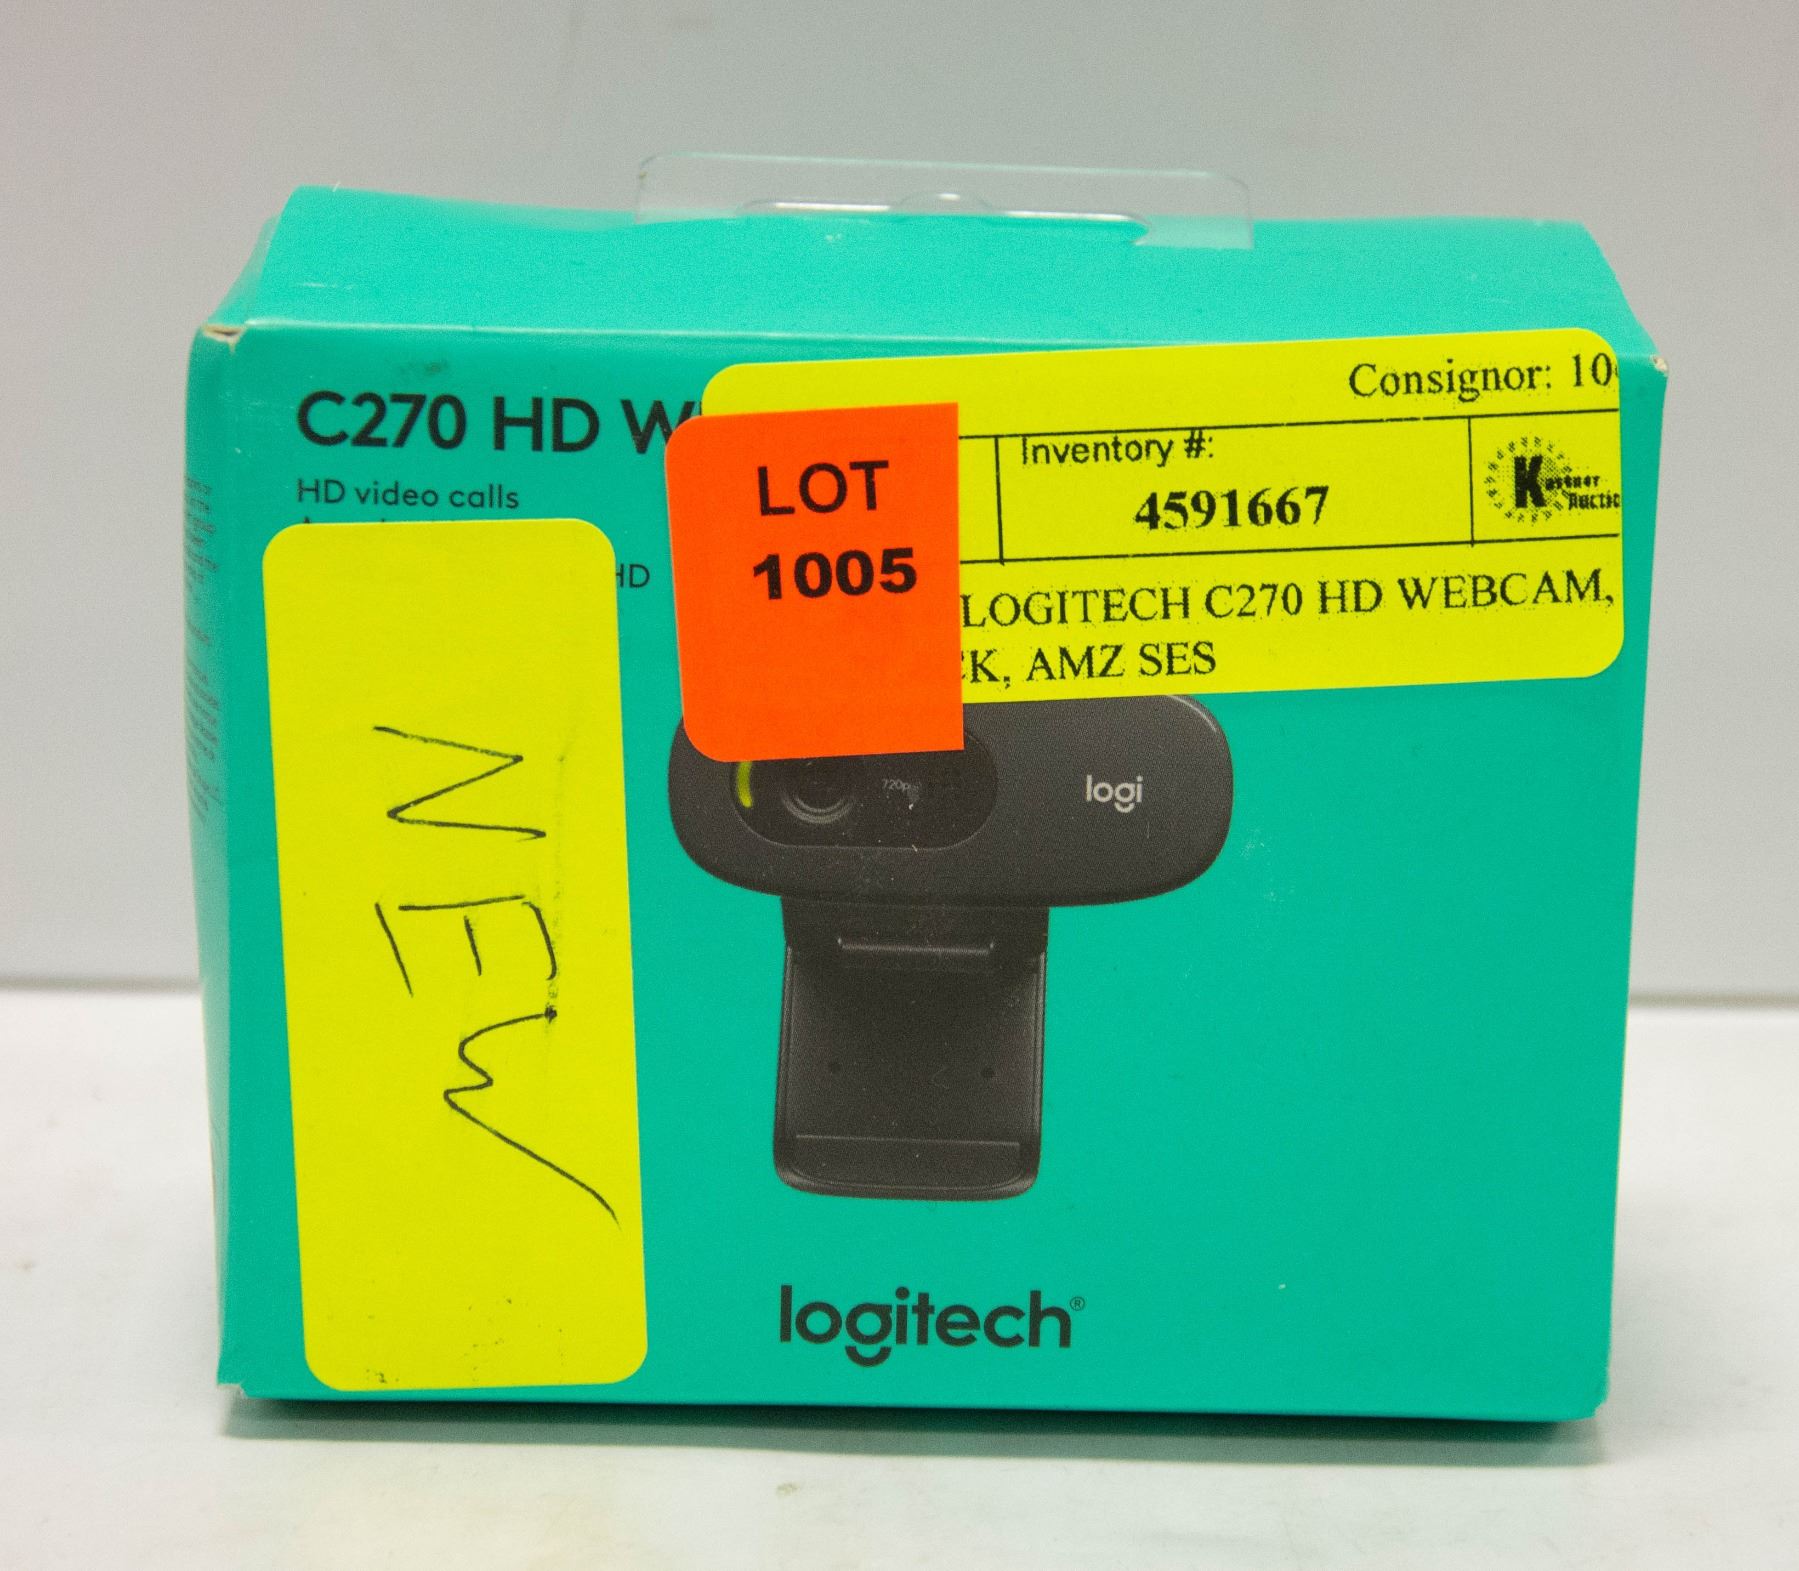 C270 HD
HD video calls
HD
Consignor:
Inventory #:
4591667
LOT
1005
LOGITECH C270 HD WEBCAM,
AMZ SES
720p
logi
NEW
logitech®